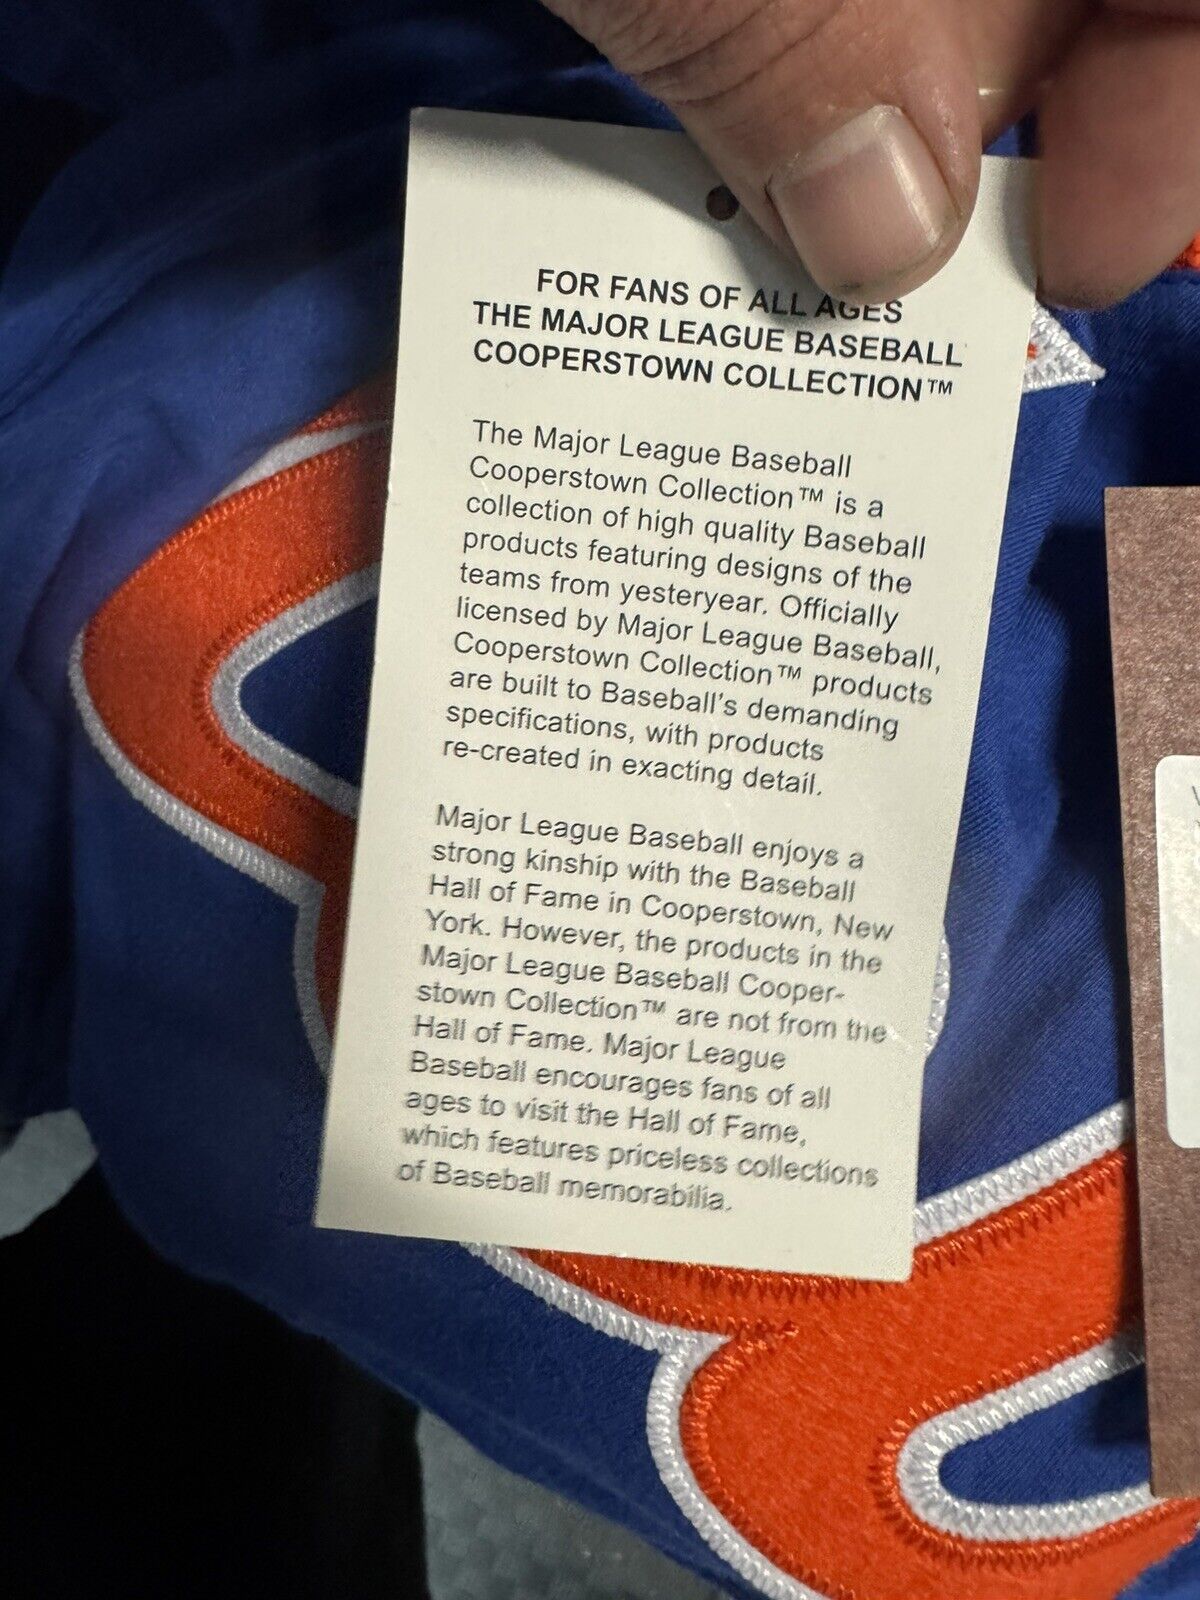 FOR FANS OF ALL AGES
THE MAJOR LEAGUE BASEBALL
COOPERSTOWN COLLECTION™
The Major League Baseball
Cooperstown Collection™ is a
collection of high quality Baseball
products featuring designs of the
teams from yesteryear. Officially
licensed by Major League Baseball,
Cooperstown Collection™ products
are built to Baseball's demanding
specifications, with products
re-created in exacting detail.
Major League Baseball enjoys a
strong kinship with the Baseball
Hall of Fame in Cooperstown, New
York. However, the products in the
Major League Baseball Cooper-
stown Collection™ are not from the
Hall of Fame. Major League
Baseball encourages fans of all
ages to visit the Hall of Fame,
which features priceless collections
of Baseball memorabilia.